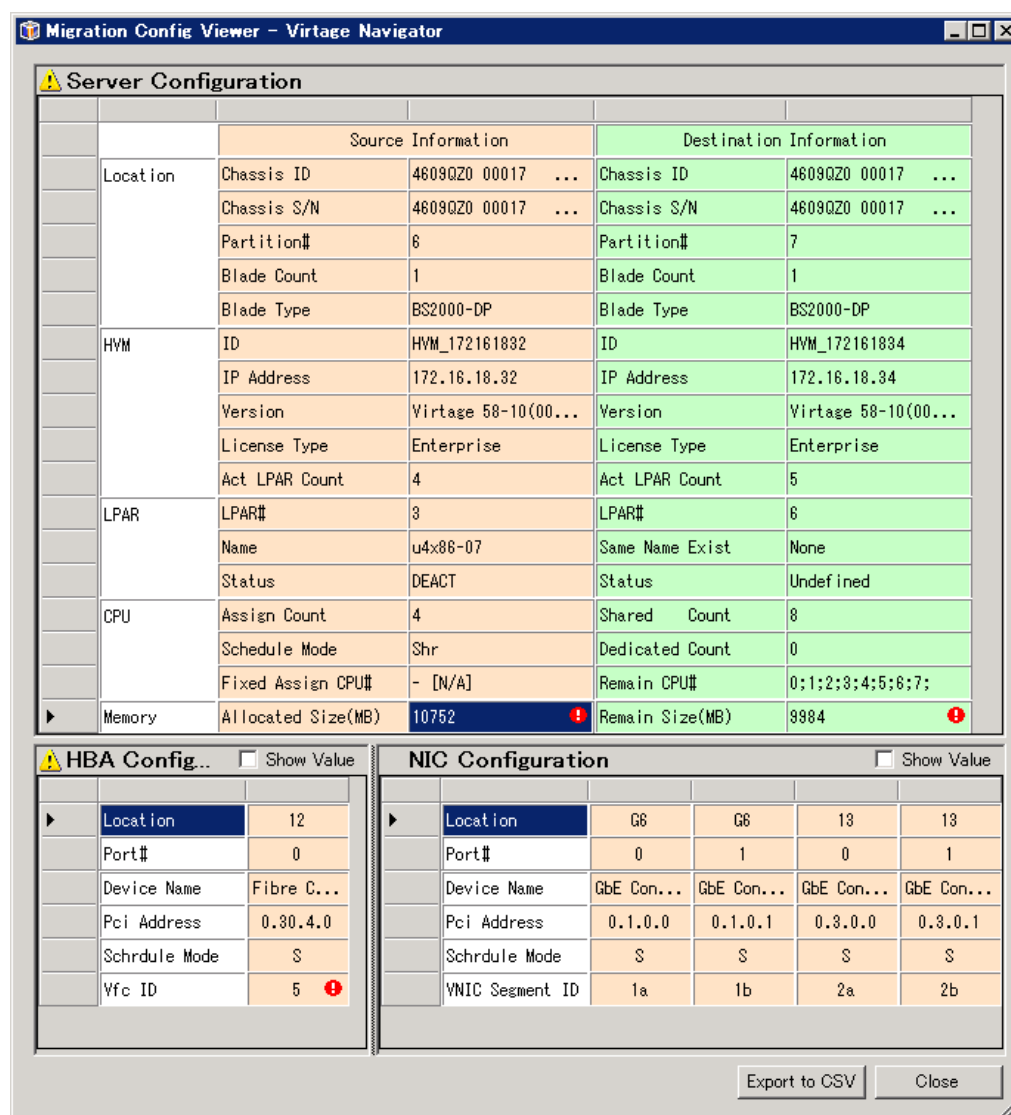 Migration Config Viewer - Virtage Navigator
Server Configuration
Source Information Destination Information
Location Chassis ID 4609QZ0 00017 ... Chassis ID 4609QZ0 00017 ...
Chassis S/N 4609QZ0 00017 ... Chassis S/N 4609QZ0 00017 ...
Partition# 6 Partition# 7
Blade Count 1 Blade Count 1
Blade Type BS2000-DP Blade Type BS2000-DP
HVM ID HVM_172161832 ID HVM_172161834
IP Address 172.16.18.32 IP Address 172.16.18.34
Version Virtage 58-10(00... Version Virtage 58-10(00...
License Type Enterprise License Type Enterprise
Act LPAR Count 4 Act LPAR Count 5
LPAR LPAR# 3 LPAR# 6
Name u4x86-07 Same Name Exist None
Status DEACT Status Undefined
CPU Assign Count 4 Shared Count 8
Schedule Mode Shr Dedicated Count 0
Fixed Assign CPU# - [N/A] Remain CPU# 0;1;2;3;4;5;6;7;
Memory Allocated Size(MB) 10752 Remain Size(MB) 9984
HBA Config... Show Value
Location 12
Port# 0
Device Name Fibre C...
Pci Address 0.30.4.0
Schrdule Mode S
Vfc ID 5
NIC Configuration Show Value
Location G6 G6 13 13
Port# 0 1 0 1
Device Name GbE Con... GbE Con... GbE Con... GbE Con...
Pci Address 0.1.0.0 0.1.0.1 0.3.0.0 0.3.0.1
Schrdule Mode S S S S
VNIC Segment ID 1a 1b 2a 2b
Export to CSV Close